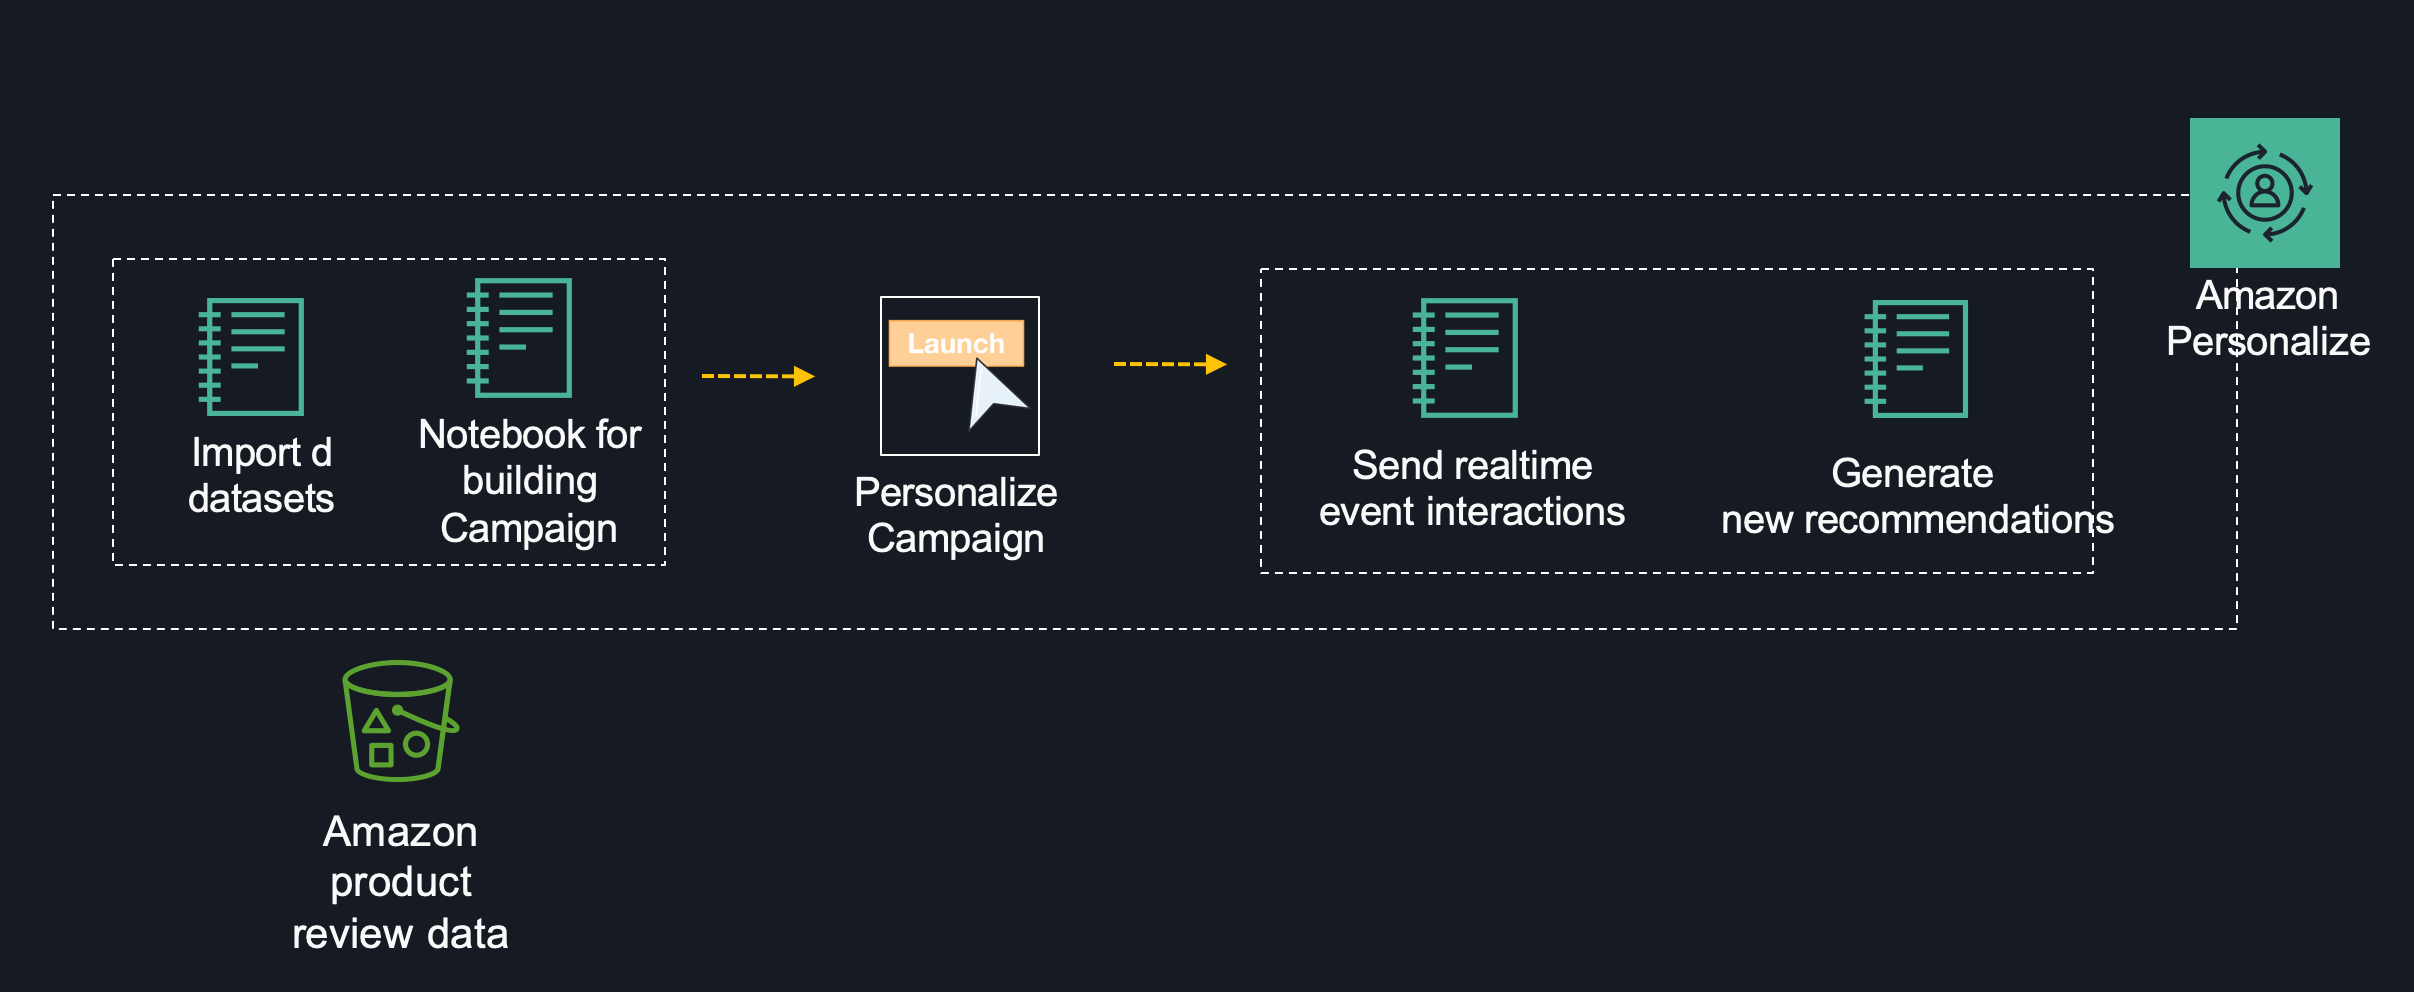 Amazon
Personalize
Import d
datasets
Notebook for
building
Campaign
Launch
Personalize
Campaign
Send realtime
event interactions
Generate
new recommendations
Amazon
product
review data